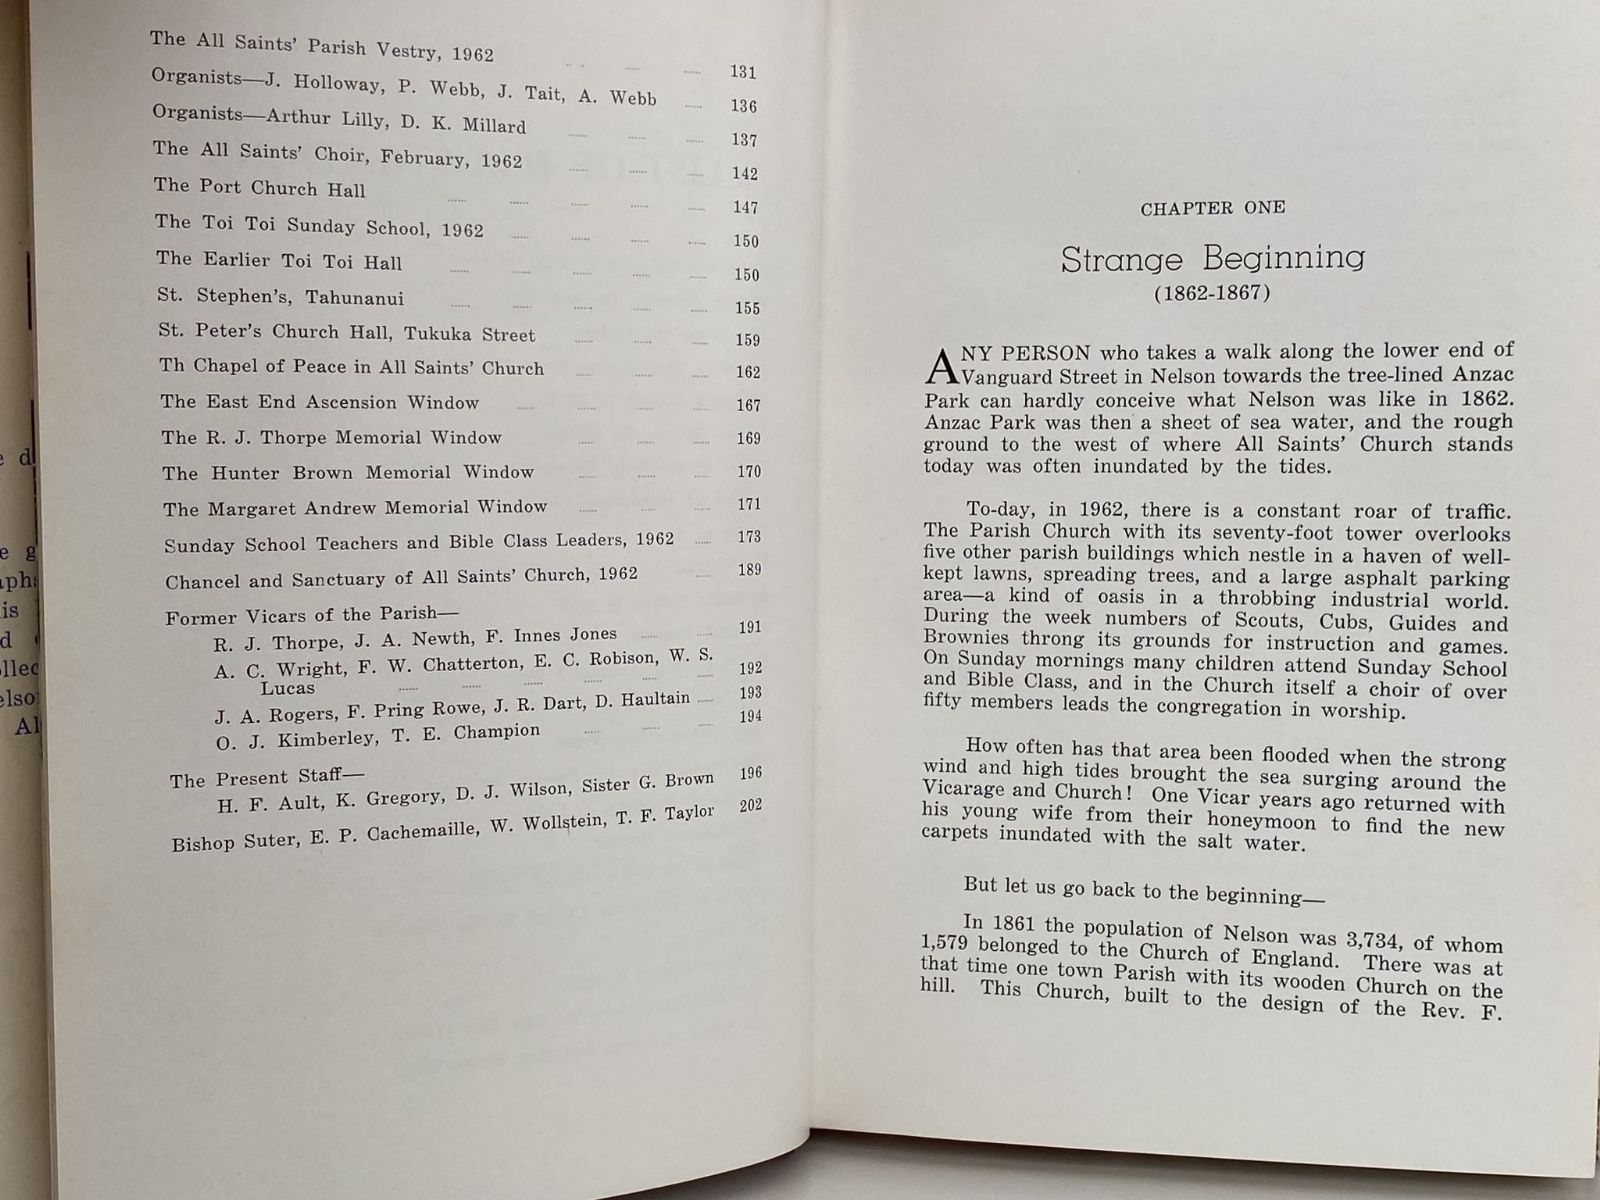 The All Saints' Parish Vestry, 1962 ...... ...... ...... 131
Organists—J. Holloway, P. Webb, J. Tait, A. Webb ...... 136
Organists—Arthur Lilly, D. K. Millard ...... ...... ...... 137
The All Saints' Choir, February, 1962 ...... ...... ...... 142
The Port Church Hall ...... ...... ...... ...... ...... 147
The Toi Toi Sunday School, 1962 ...... ...... ...... ...... 150
The Earlier Toi Toi Hall ...... ...... ...... ...... ...... 150
St. Stephen's, Tahunanui ...... ...... ...... ...... ...... 155
St. Peter's Church Hall, Tukuka Street ...... ...... ...... 159
Th Chapel of Peace in All Saints' Church ...... ...... ...... 162
The East End Ascension Window ...... ...... ...... ...... 167
The R. J. Thorpe Memorial Window ...... ...... ...... 169
The Hunter Brown Memorial Window ...... ...... ...... 170
The Margaret Andrew Memorial Window ...... ...... ...... 171
Sunday School Teachers and Bible Class Leaders, 1962 ...... 173
Chancel and Sanctuary of All Saints' Church, 1962 ...... 189
Former Vicars of the Parish—
R. J. Thorpe, J. A. Newth, F. Innes Jones ...... ...... 191
A. C. Wright, F. W. Chatterton, E. C. Robison, W. S.
Lucas ...... ...... ...... ...... ...... ...... 192
J. A. Rogers, F. Pring Rowe, J. R. Dart, D. Haultain ...... 193
O. J. Kimberley, T. E. Champion ...... ...... ...... 194
The Present Staff—
H. F. Ault, K. Gregory, D. J. Wilson, Sister G. Brown 196
Bishop Suter, E. P. Cachemaille, W. Wollstein, T. F. Taylor 202
CHAPTER ONE
Strange Beginning
(1862-1867)
ANY PERSON who takes a walk along the lower end of
Vanguard Street in Nelson towards the tree-lined Anzac
Park can hardly conceive what Nelson was like in 1862.
Anzac Park was then a sheet of sea water, and the rough
ground to the west of where All Saints' Church stands
today was often inundated by the tides.
To-day, in 1962, there is a constant roar of traffic.
The Parish Church with its seventy-foot tower overlooks
five other parish buildings which nestle in a haven of well-
kept lawns, spreading trees, and a large asphalt parking
area—a kind of oasis in a throbbing industrial world.
During the week numbers of Scouts, Cubs, Guides and
Brownies throng its grounds for instruction and games.
On Sunday mornings many children attend Sunday School
and Bible Class, and in the Church itself a choir of over
fifty members leads the congregation in worship.
How often has that area been flooded when the strong
wind and high tides brought the sea surging around the
Vicarage and Church! One Vicar years ago returned with
his young wife from their honeymoon to find the new
carpets inundated with the salt water.
But let us go back to the beginning—
In 1861 the population of Nelson was 3,734, of whom
1,579 belonged to the Church of England. There was at
that time one town Parish with its wooden Church on the
hill. This Church, built to the design of the Rev. F.